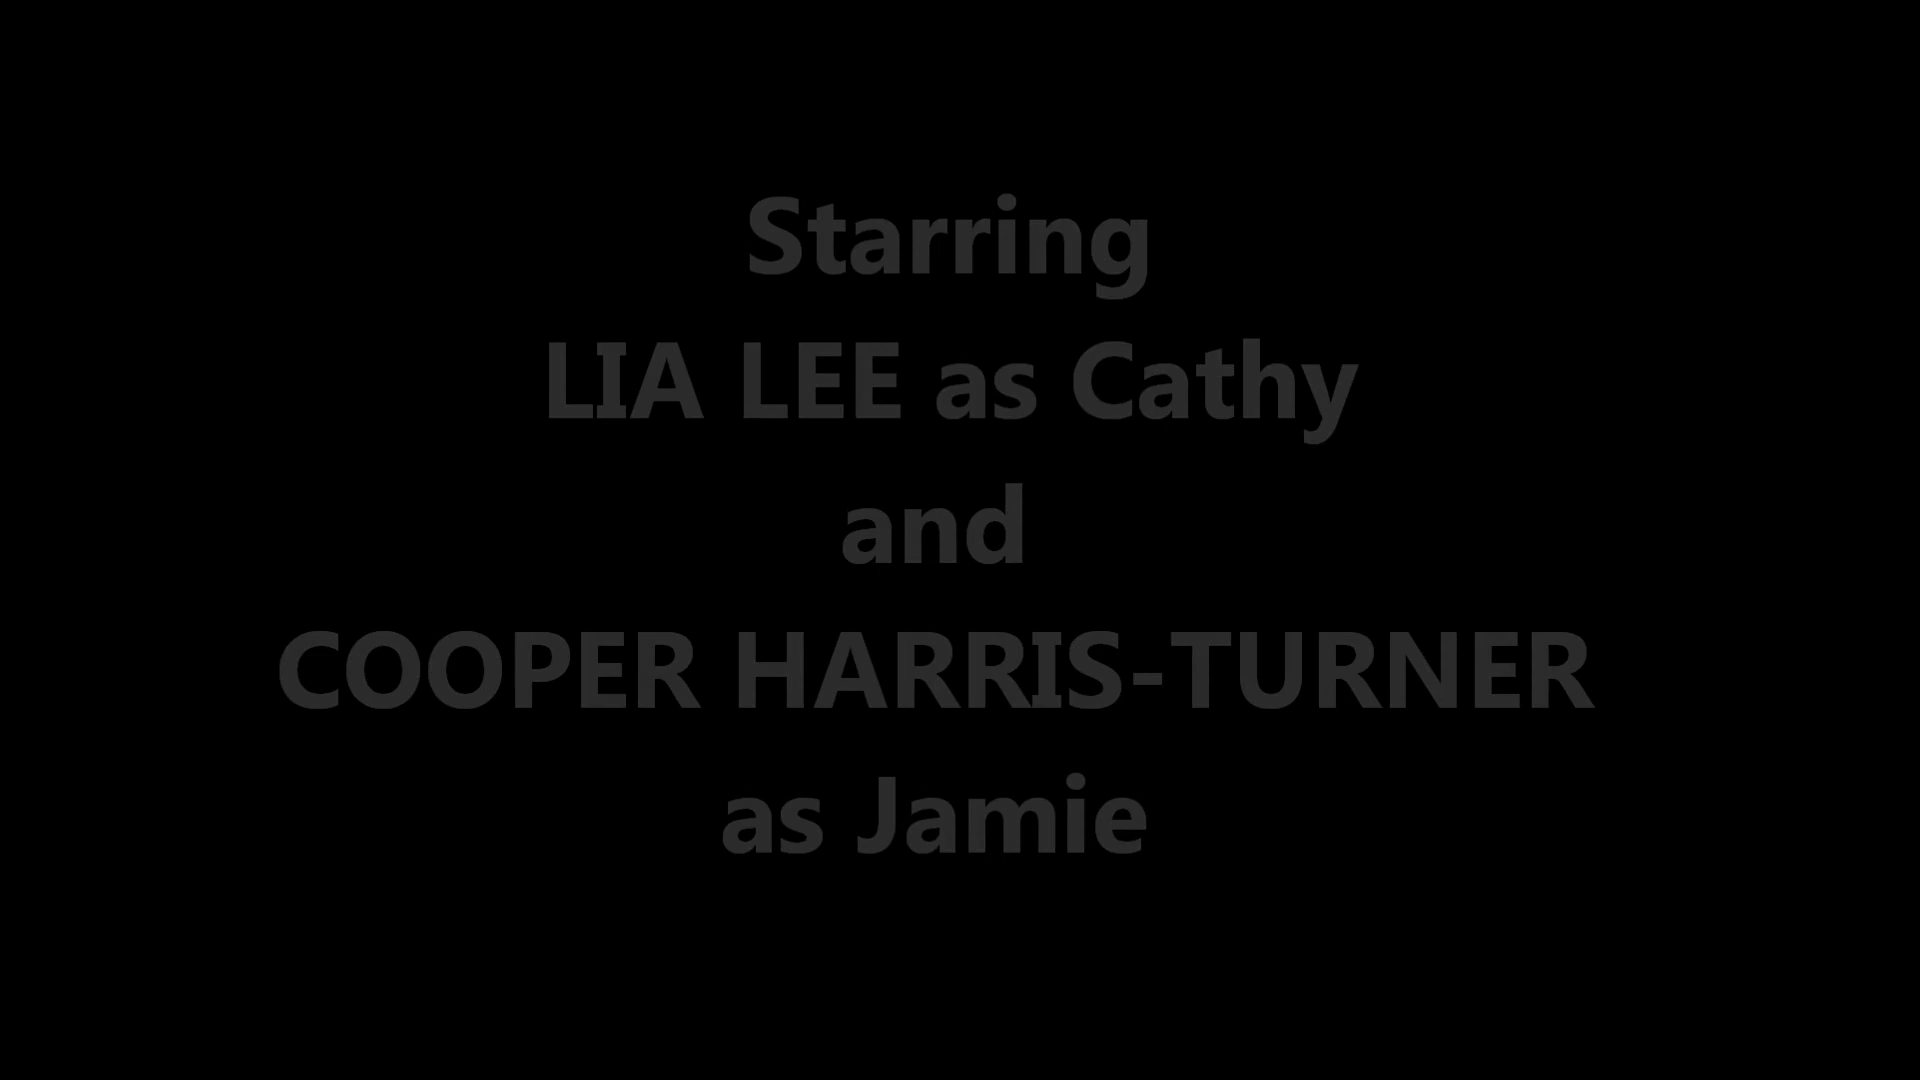 Starring
LIA LEE as Cathy
and
COOPER HARRIS-TURNER
as Jamie